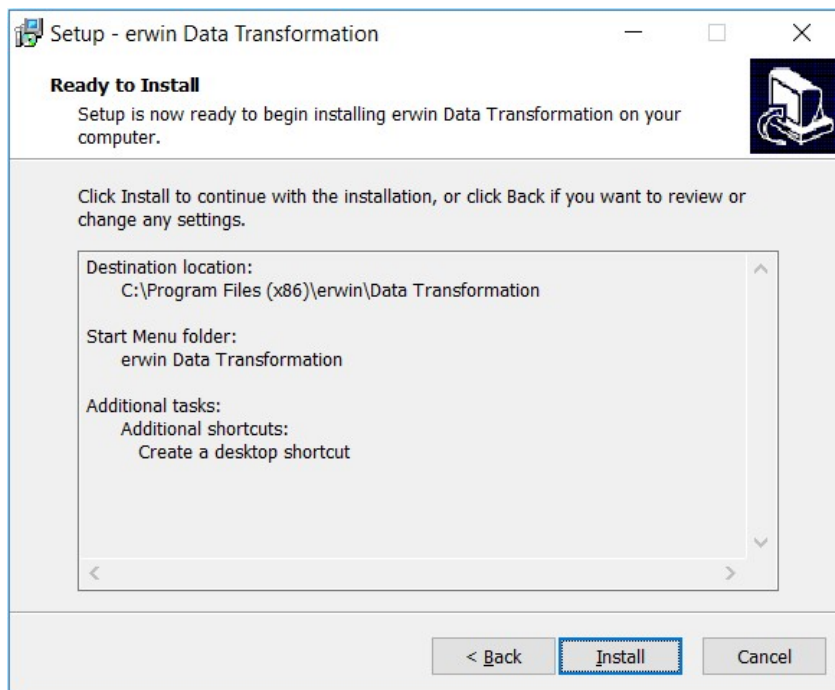 Setup - erwin Data Transformation
Ready to Install
Setup is now ready to begin installing erwin Data Transformation on your
computer.
Click Install to continue with the installation, or click Back if you want to review or
change any settings.
Destination location:
C:\Program Files (x86)\erwin\Data Transformation
Start Menu folder:
erwin Data Transformation
Additional tasks:
Additional shortcuts:
Create a desktop shortcut
< Back
Install
Cancel